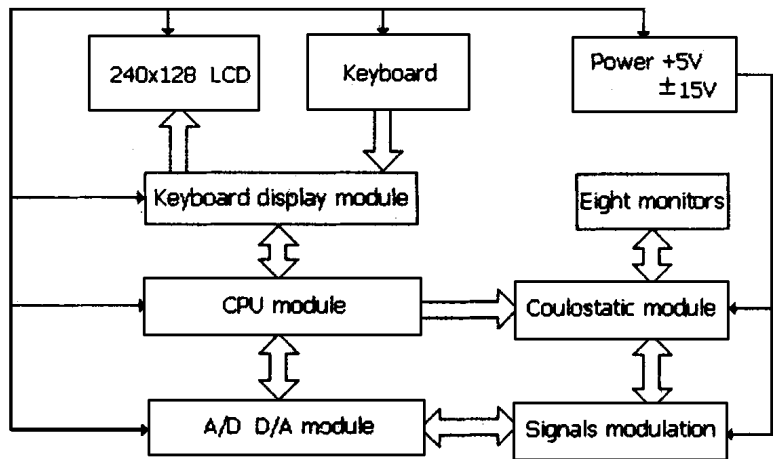 240x128 LCD
Keyboard
Power +5V
±15V
Keyboard display module
Eight monitors
CPU module
Coulostatic module
A/D D/A module
Signals modulation